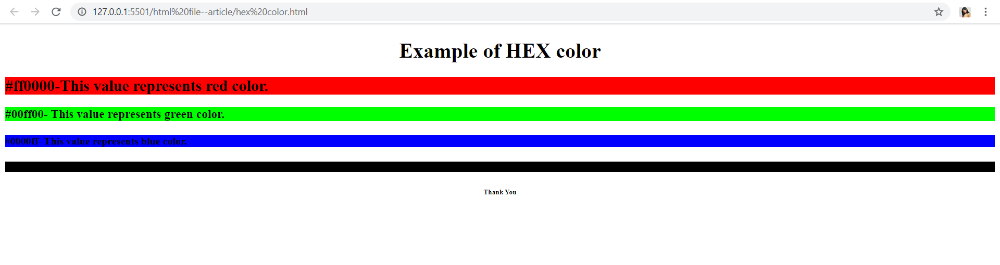 127.0.0.1:5501/html%20file--article/hex%20color.html
Example of HEX color
#ff0000-This value represents red color.
#00ff00- This value represents green color.
#0000ff- This value represents blue color.
Thank You